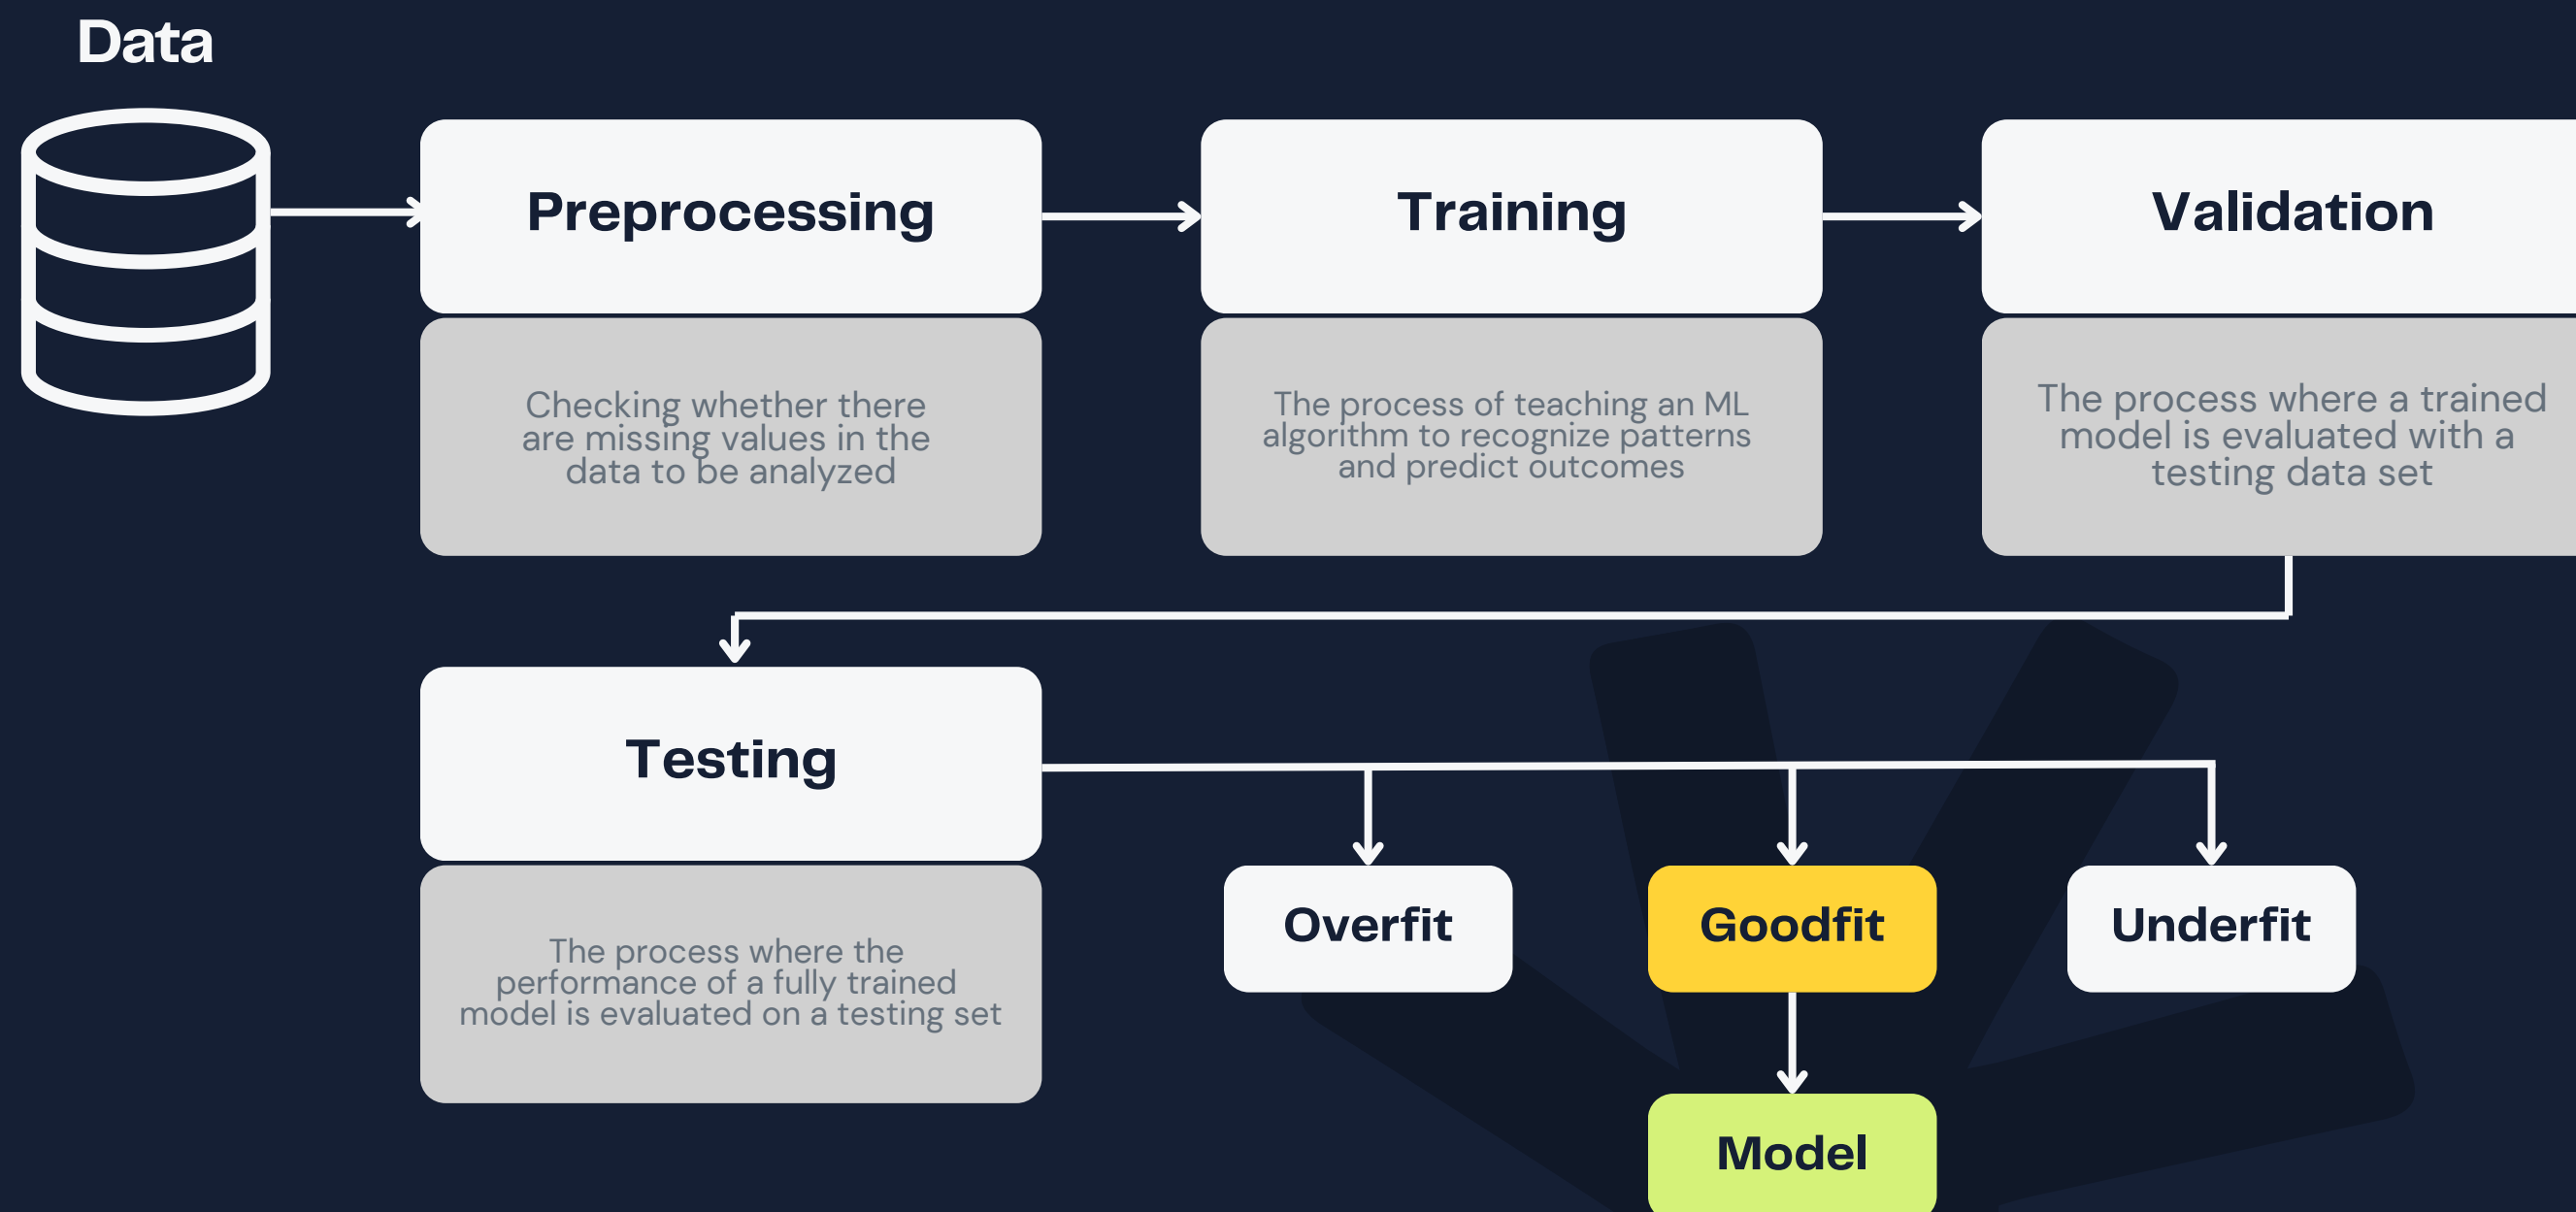 Data
Preprocessing
Checking whether there
are missing values in the
data to be analyzed
Training
The process of teaching an ML
algorithm to recognize patterns
and predict outcomes
Validation
The process where a trained
model is evaluated with a
testing data set
Testing
The process where the
performance of a fully trained
model is evaluated on a testing set
Overfit
Goodfit
Underfit
Model